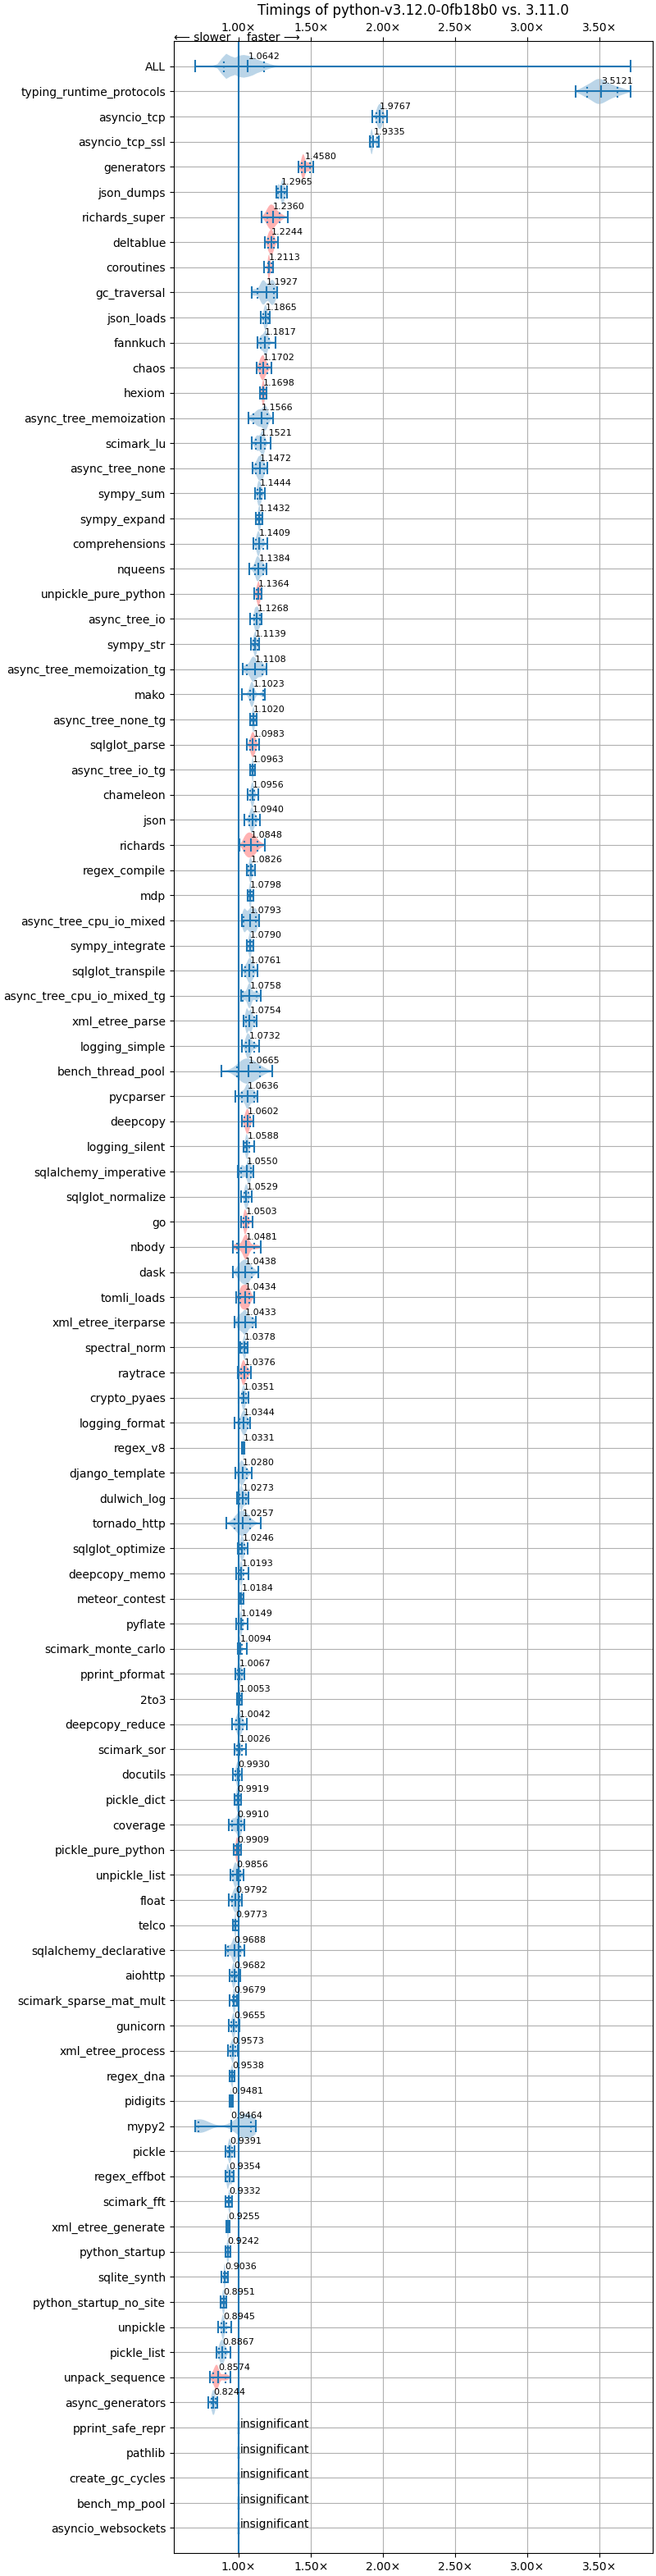 Timings of python-v3.12.0-0fb18b0 vs. 3.11.0
1.00× 1.50× 2.00× 2.50× 3.00× 3.50×
⟵ slower faster ⟶
ALL 1.0642
typing_runtime_protocols 3.5121
asyncio_tcp 1.9767
asyncio_tcp_ssl 1.9335
generators 1.4580
json_dumps 1.2965
richards_super 1.2360
deltablue 1.2244
coroutines 1.2113
gc_traversal 1.1927
json_loads 1.1865
fannkuch 1.1817
chaos 1.1702
hexiom 1.1698
async_tree_memoization 1.1566
scimark_lu 1.1521
async_tree_none 1.1472
sympy_sum 1.1444
sympy_expand 1.1432
comprehensions 1.1409
nqueens 1.1384
unpickle_pure_python 1.1364
async_tree_io 1.1268
sympy_str 1.1139
async_tree_memoization_tg 1.1108
mako 1.1023
async_tree_none_tg 1.1020
sqlglot_parse 1.0983
async_tree_io_tg 1.0963
chameleon 1.0956
json 1.0940
richards 1.0848
regex_compile 1.0826
mdp 1.0798
async_tree_cpu_io_mixed 1.0793
sympy_integrate 1.0790
sqlglot_transpile 1.0761
async_tree_cpu_io_mixed_tg 1.0758
xml_etree_parse 1.0754
logging_simple 1.0732
bench_thread_pool 1.0665
pycparser 1.0636
deepcopy 1.0602
logging_silent 1.0588
sqlalchemy_imperative 1.0550
sqlglot_normalize 1.0529
go 1.0503
nbody 1.0481
dask 1.0438
tomli_loads 1.0434
xml_etree_iterparse 1.0433
spectral_norm 1.0378
raytrace 1.0376
crypto_pyaes 1.0351
logging_format 1.0344
regex_v8 1.0331
django_template 1.0280
dulwich_log 1.0273
tornado_http 1.0257
sqlglot_optimize 1.0246
deepcopy_memo 1.0193
meteor_contest 1.0184
pyflate 1.0149
scimark_monte_carlo 1.0094
pprint_pformat 1.0067
2to3 1.0053
deepcopy_reduce 1.0042
scimark_sor 1.0026
docutils 0.9930
pickle_dict 0.9919
coverage 0.9910
pickle_pure_python 0.9909
unpickle_list 0.9856
float 0.9792
telco 0.9773
sqlalchemy_declarative 0.9688
aiohttp 0.9682
scimark_sparse_mat_mult 0.9679
gunicorn 0.9655
xml_etree_process 0.9573
regex_dna 0.9538
pidigits 0.9481
mypy2 0.9464
pickle 0.9391
regex_effbot 0.9354
scimark_fft 0.9332
xml_etree_generate 0.9255
python_startup 0.9242
sqlite_synth 0.9036
python_startup_no_site 0.8951
unpickle 0.8945
pickle_list 0.8867
unpack_sequence 0.8574
async_generators 0.8244
pprint_safe_repr insignificant
pathlib insignificant
create_gc_cycles insignificant
bench_mp_pool insignificant
asyncio_websockets insignificant
1.00× 1.50× 2.00× 2.50× 3.00× 3.50×